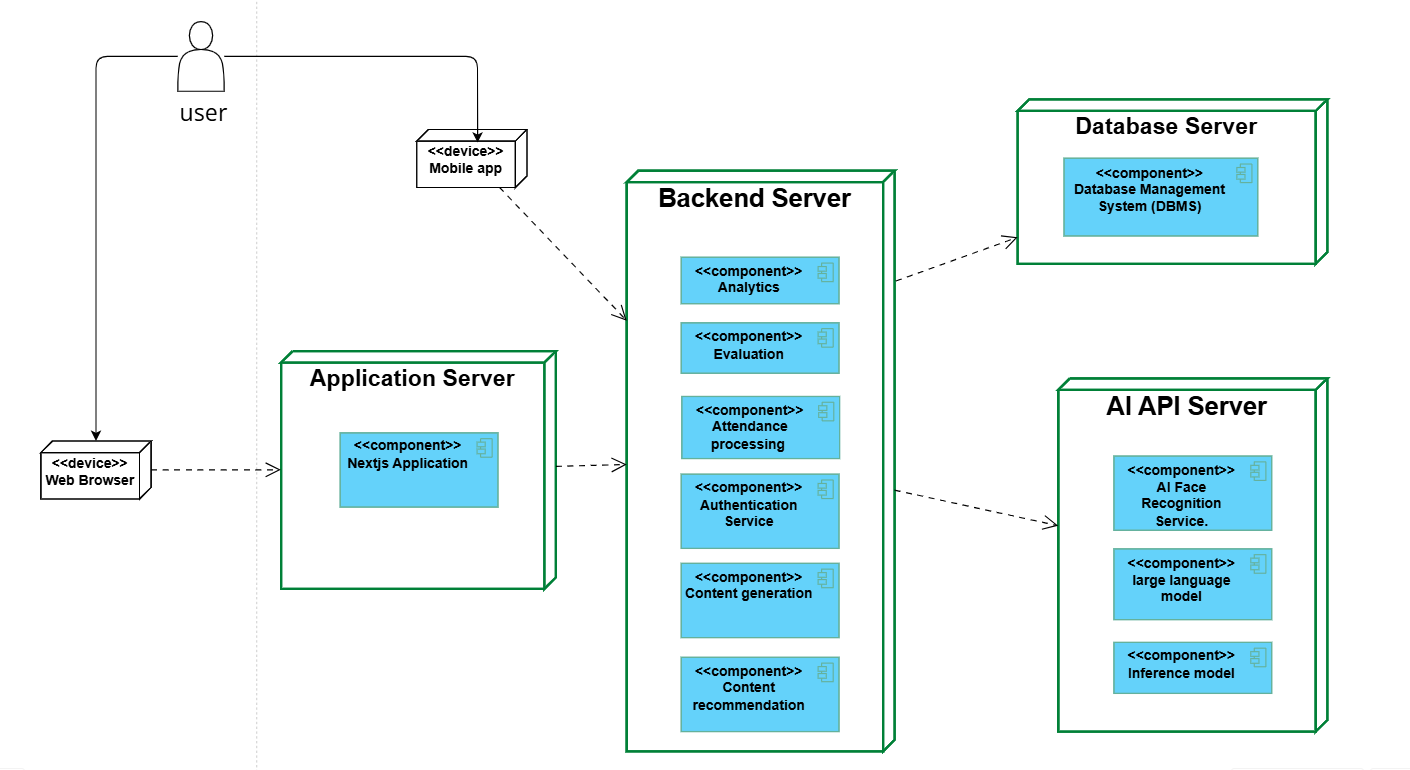 user
<<device>>
Mobile app
<<device>>
Web Browser
Application Server
<<component>>
Nextjs Application
Backend Server
<<component>>
Analytics
<<component>>
Evaluation
<<component>>
Attendance
processing
<<component>>
Authentication
Service
<<component>>
Content generation
<<component>>
Content
recommendation
Database Server
<<component>>
Database Management
System (DBMS)
AI API Server
<<component>>
AI Face
Recognition
Service.
<<component>>
large language
model
<<component>>
Inference model